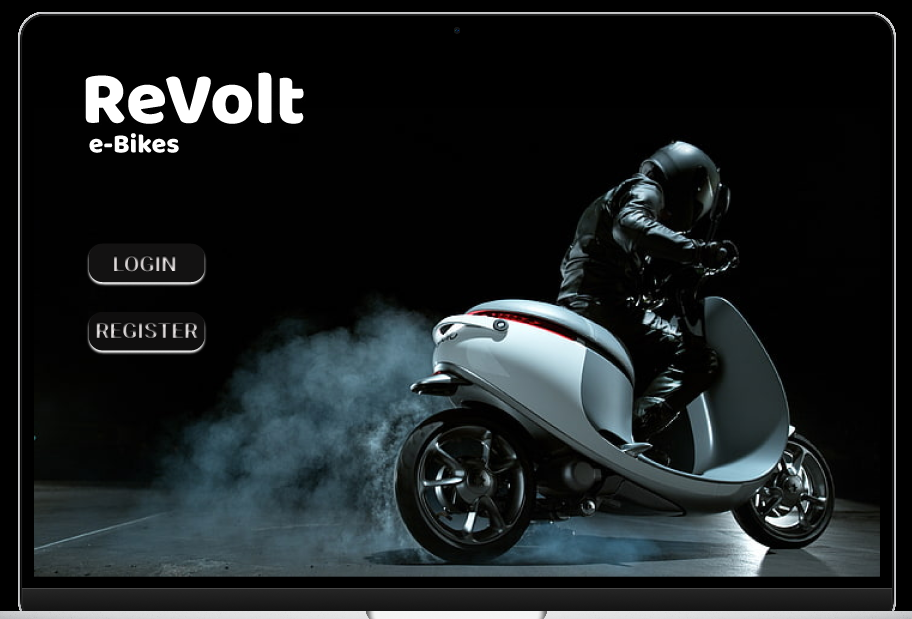 ReVolt
e-Bikes
LOGIN
REGISTER